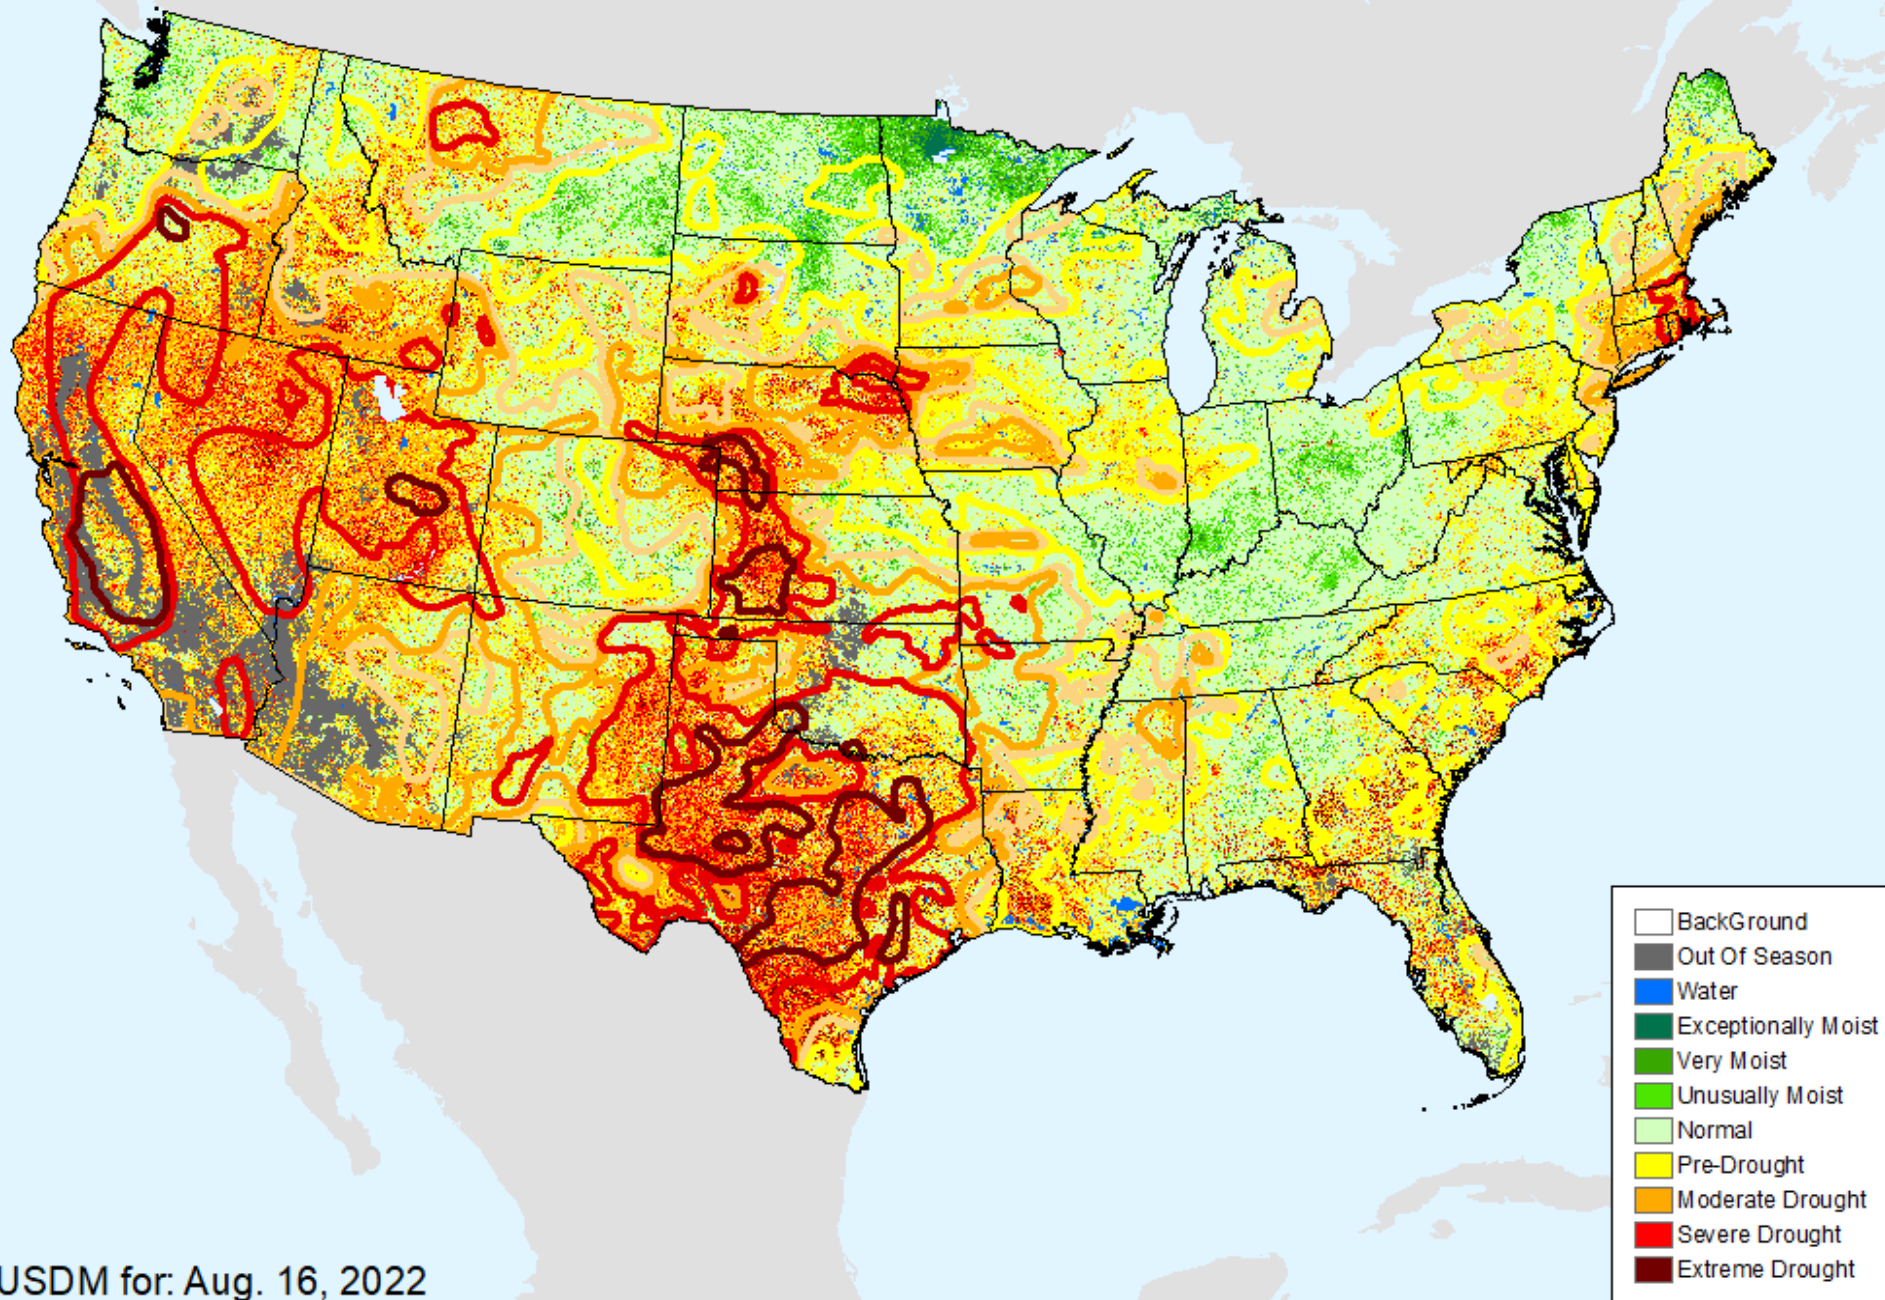 BackGround
Out Of Season
Water
Exceptionally Moist
Very Moist
Unusually Moist
Normal
Pre-Drought
Moderate Drought
Severe Drought
Extreme Drought
USDM for: Aug. 16, 2022